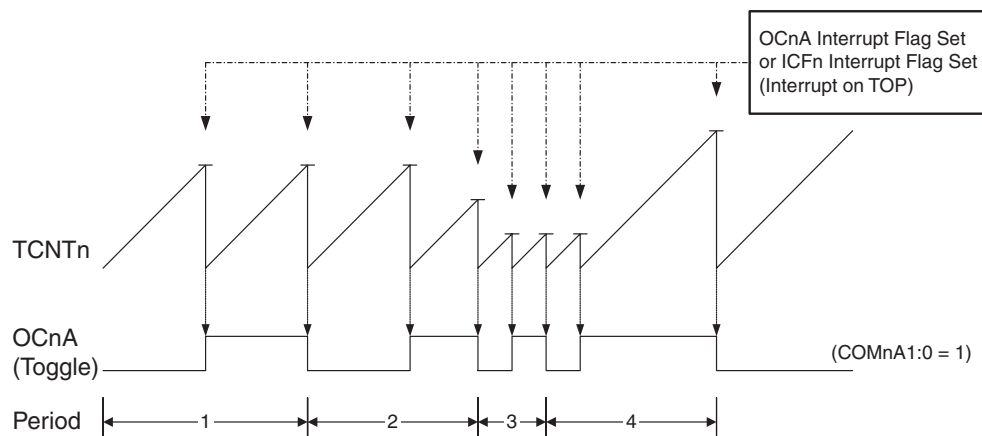 OCnA Interrupt Flag Set
or ICFn Interrupt Flag Set
(Interrupt on TOP)
TCNTn
OCnA
(Toggle)
(COMnA1:0 = 1)
Period
1
2
3
4